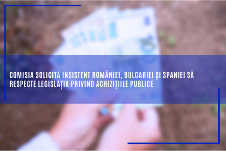 COMISIA SOLICITĂ INSISTENT ROMÂNIEI, BULGARIEI ȘI SPANIEI SĂ
RESPECTE LEGISLAȚIA PRIVIND ACHIZIȚIILE PUBLICE